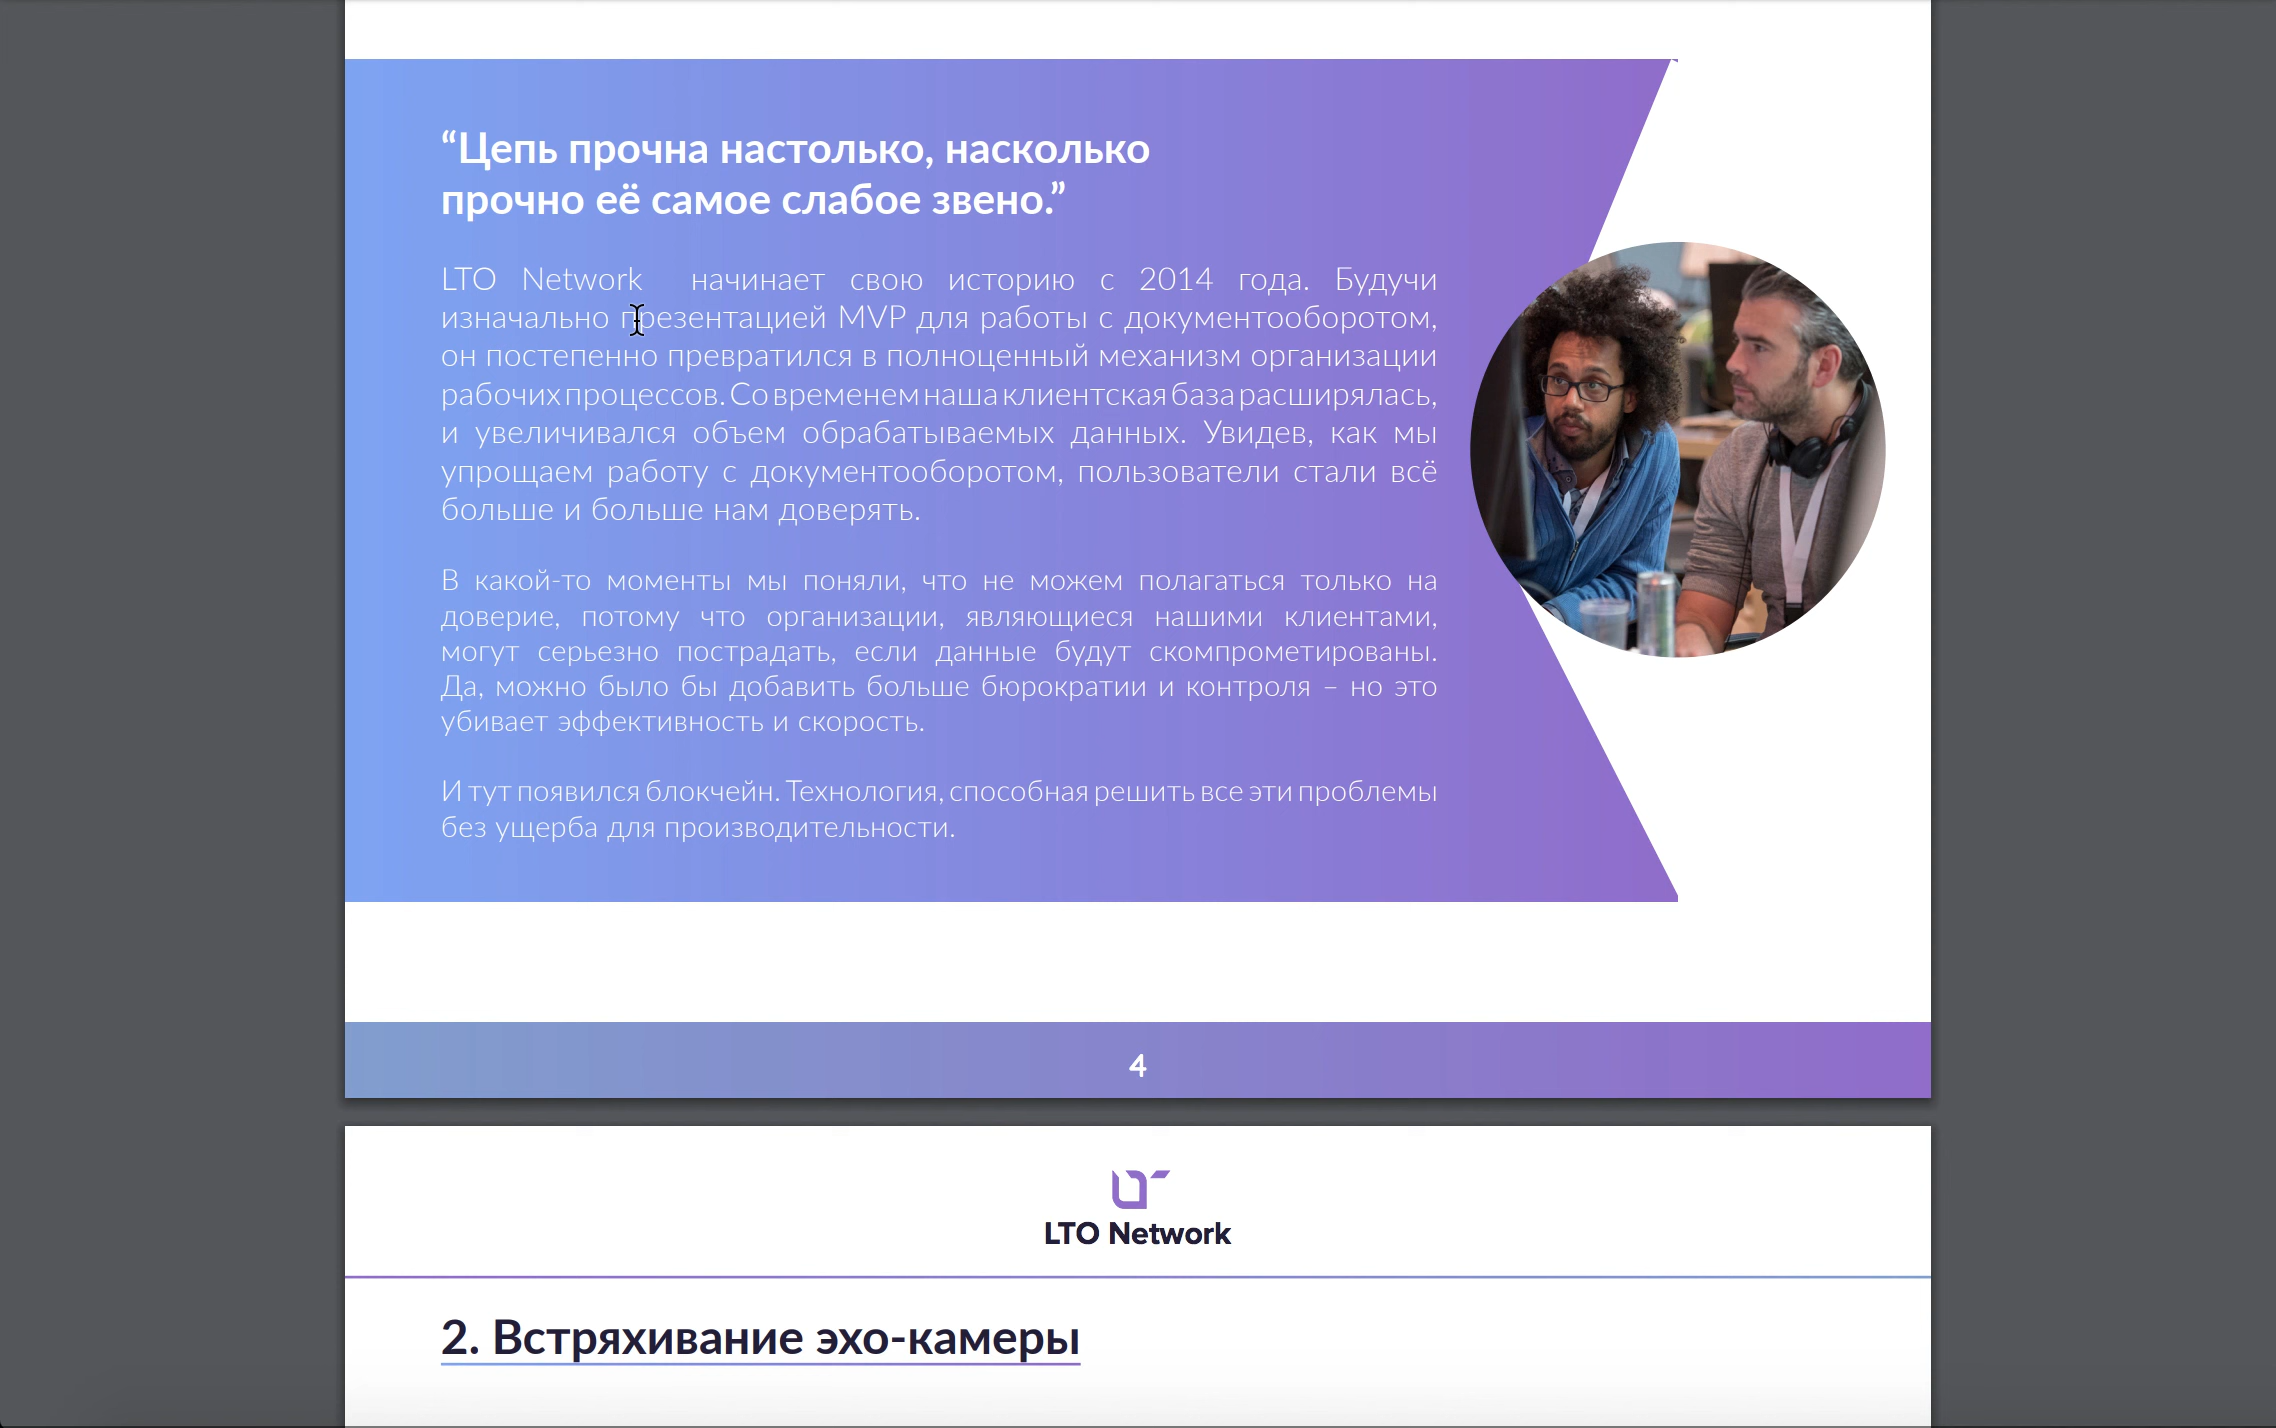 “Цепь прочна настолько, насколько
прочно её самое слабое звено.”
LTO Network начинает свою историю с 2014 года. Будучи
изначально презентацией MVP для работы с документооборотом,
он постепенно превратился в полноценный механизм организации
рабочих процессов. Со временем наша клиентская база расширялась,
и увеличивался объем обрабатываемых данных. Увидев, как мы
упрощаем работу с документооборотом, пользователи стали всё
больше и больше нам доверять.
В какой-то моменты мы поняли, что не можем полагаться только на
доверие, потому что организации, являющиеся нашими клиентами,
могут серьезно пострадать, если данные будут скомпрометированы.
Да, можно было бы добавить больше бюрократии и контроля – но это
убивает эффективность и скорость.
И тут появился блокчейн. Технология, способная решить все эти проблемы
без ущерба для производительности.
4
LTO Network
2. Встряхивание эхо-камеры